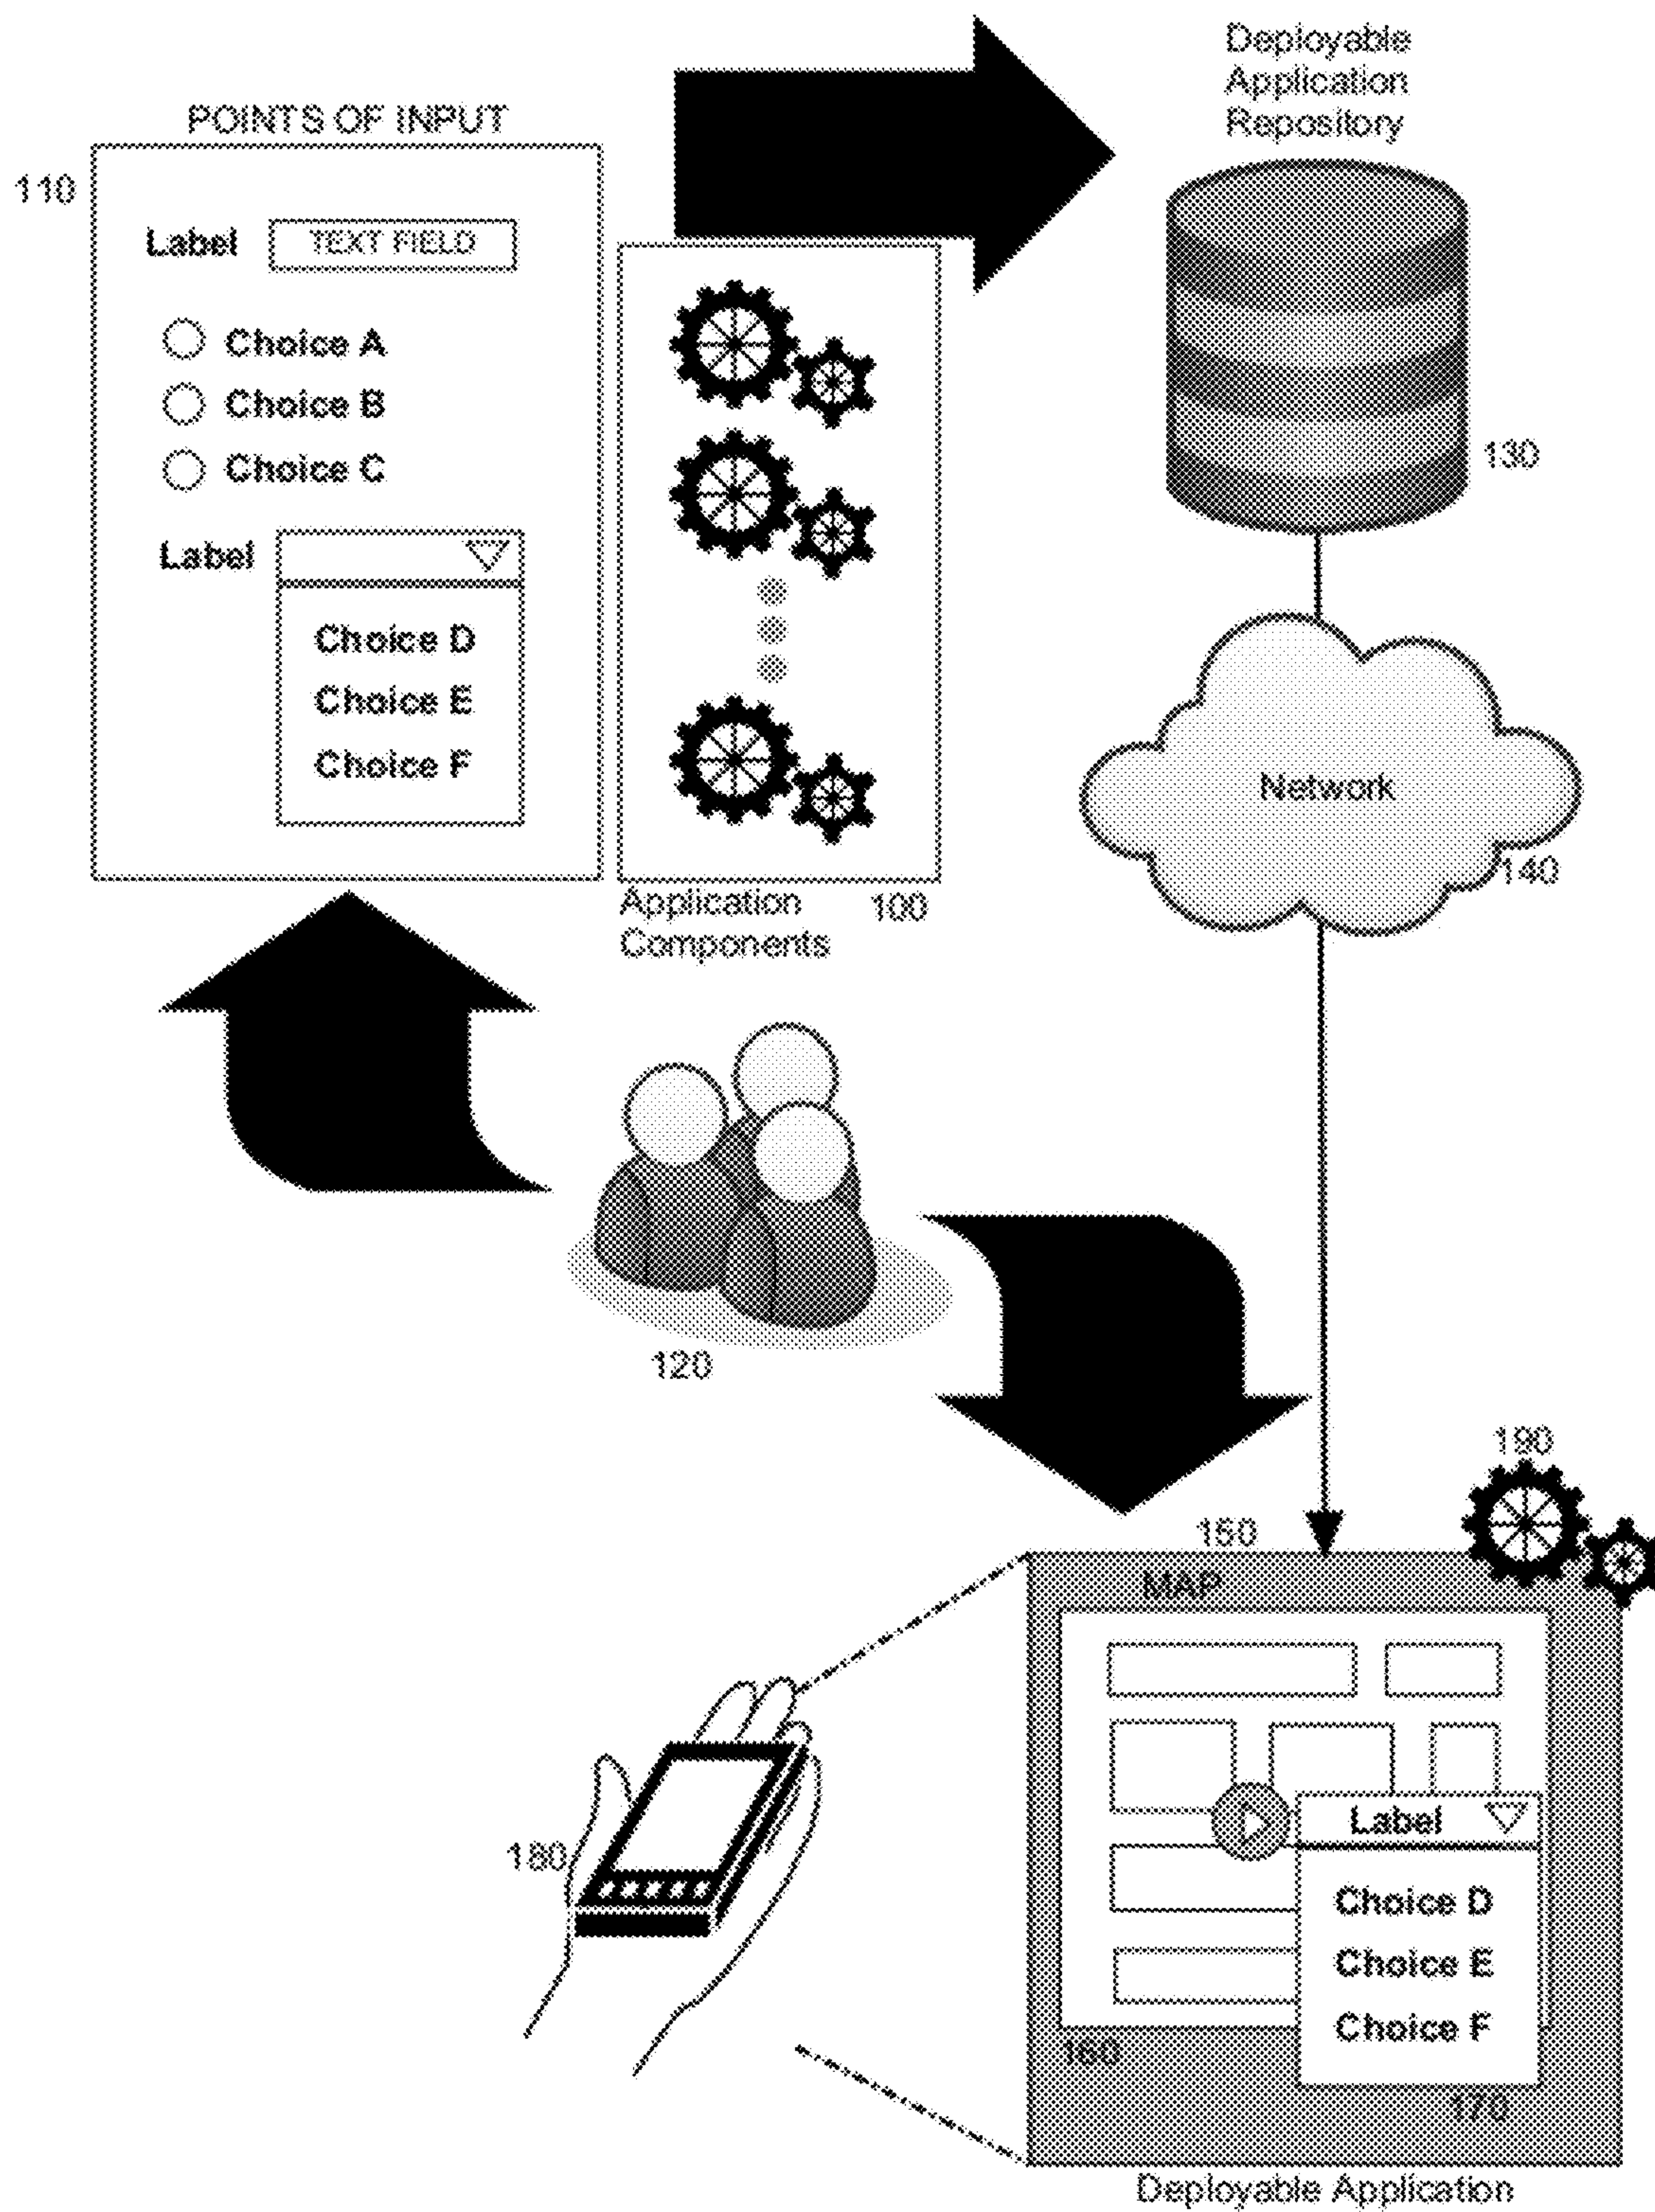 Deployable
Application
Repository
POINTS OF INPUT
110
Label TEXT FIELD
Choice A
Choice B
Choice C
Label
Choice D
Choice E
Choice F
130
Network
140
Application 100
Components
120
190
150
MAP
Label
Choice D
Choice E
Choice F
160
170
180
Deployable Application